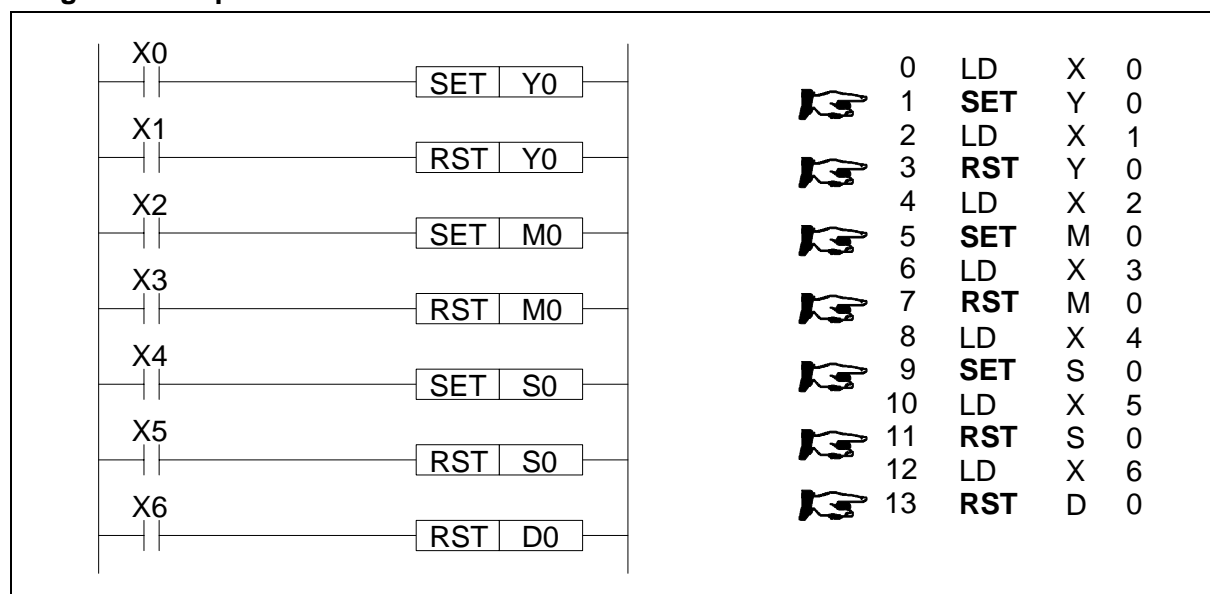 X0
SET Y0
X1
RST Y0
X2
SET M0
X3
RST M0
X4
SET S0
X5
RST S0
X6
RST D0
0 LD X 0
1 SET Y 0
2 LD X 1
3 RST Y 0
4 LD X 2
5 SET M 0
6 LD X 3
7 RST M 0
8 LD X 4
9 SET S 0
10 LD X 5
11 RST S 0
12 LD X 6
13 RST D 0